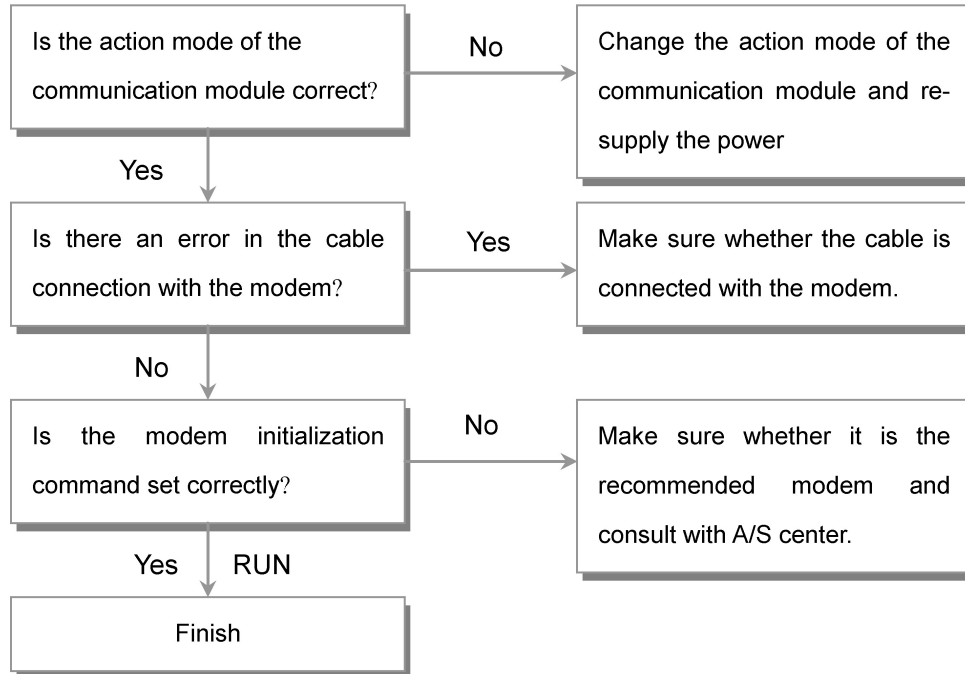 Is the action mode of the
communication module correct?
No
Change the action mode of the
communication module and re-
supply the power
Yes
Is there an error in the cable
connection with the modem?
Yes
Make sure whether the cable is
connected with the modem.
No
Is the modem initialization
command set correctly?
No
Make sure whether it is the
recommended modem and
consult with A/S center.
Yes RUN
Finish